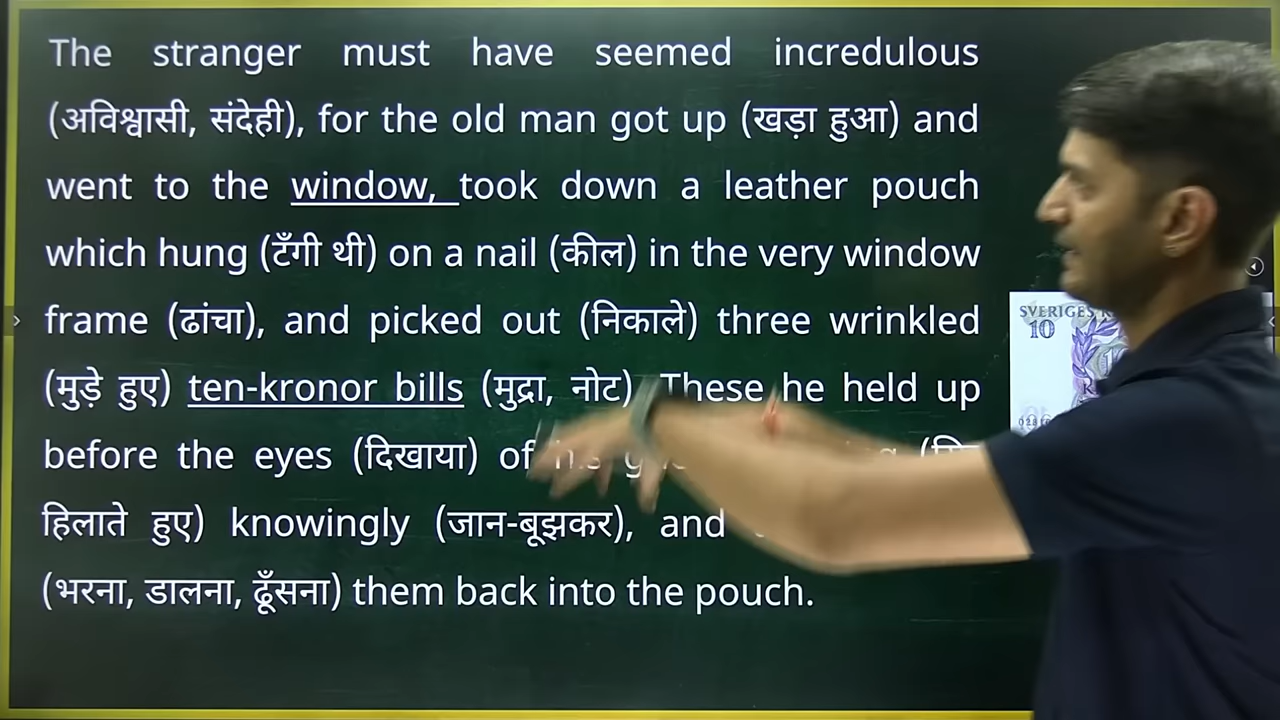 The stranger must have seemed incredulous
(अविश्वासी, संदेही), for the old man got up (खड़ा हुआ) and
went to the window, took down a leather pouch
which hung (टँगी थी) on a nail (कील) in the very window
frame (ढांचा), and picked out (निकाले) three wrinkled
(मुड़े हुए) ten-kronor bills (मुद्रा, नोट). These he held up
before the eyes (दिखाया) of
हिलाते हुए) knowingly (जान-बूझकर), and
(भरना, डालना, ढूँसना) them back into the pouch.
SVERIGES
10